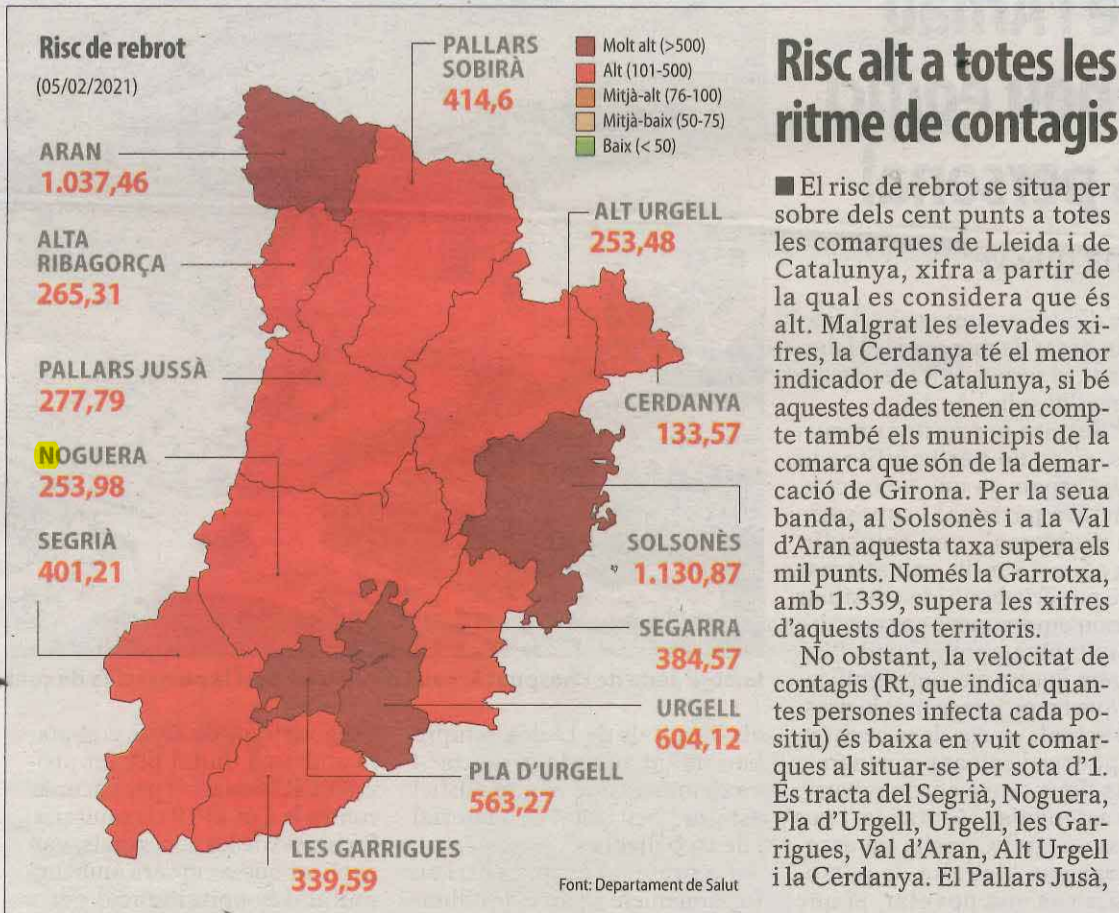 Risc de rebrot
(05/02/2021)
PALLARS
SOBIRÀ
414,6
Molt alt (>500)
Alt (101-500)
Mitjà-alt (76-100)
Mitjà-baix (50-75)
Baix (< 50)
ARAN
1.037,46
ALT URGELL
253,48
ALTA
RIBAGORÇA
265,31
PALLARS JUSSÀ
277,79
CERDANYA
133,57
NOGUERA
253,98
SEGRIÀ
401,21
SOLSONÈS
1.130,87
SEGARRA
384,57
URGELL
604,12
PLA D'URGELL
563,27
LES GARRIGUES
339,59
Font: Departament de Salut
Risc alt a totes les
ritme de contagis
■ El risc de rebrot se situa per
sobre dels cent punts a totes
les comarques de Lleida i de
Catalunya, xifra a partir de
la qual es considera que és
alt. Malgrat les elevades xi-
fres, la Cerdanya té el menor
indicador de Catalunya, si bé
aquestes dades tenen en comp-
te també els municipis de la
comarca que són de la demar-
cació de Girona. Per la seua
banda, al Solsonès i a la Val
d'Aran aquesta taxa supera els
mil punts. Només la Garrotxa,
amb 1.339, supera les xifres
d'aquests dos territoris.
No obstant, la velocitat de
contagis (Rt, que indica quan-
tes persones infecta cada po-
sitiu) és baixa en vuit comar-
ques al situar-se per sota d'1.
Es tracta del Segrià, Noguera,
Pla d'Urgell, Urgell, les Gar-
rigues, Val d'Aran, Alt Urgell
i la Cerdanya. El Pallars Jusà,